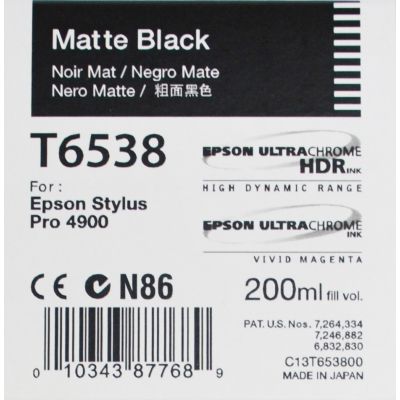 Matte Black
Noir Mat / Negro Mate
Nero Matte / 粗面黑色
T6538
For :
Epson Stylus
Pro 4900
EPSON ULTRACHROME
HDR INK
HIGH DYNAMIC RANGE
EPSON ULTRACHROME
INK
VIVID MAGENTA
CE N86
200ml fill vol.
PAT. U.S. Nos. 7,264,334
7,246,882
6,832,830
C13T653800
MADE IN JAPAN
0 10343 87768 9